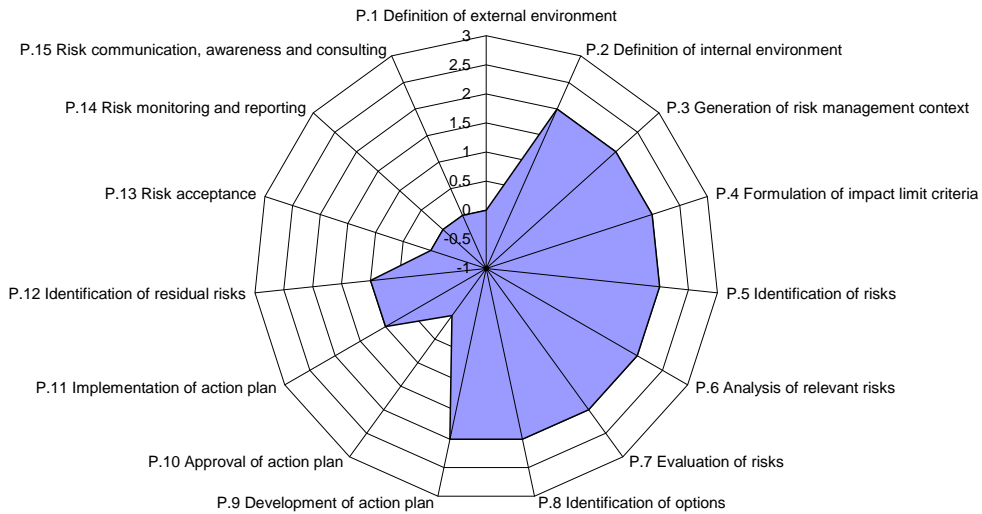 P.1 Definition of external environment
3
P.15 Risk communication, awareness and consulting
P.2 Definition of internal environment
2.5
2
P.14 Risk monitoring and reporting
P.3 Generation of risk management context
1.5
1
0.5
P.13 Risk acceptance
P.4 Formulation of impact limit criteria
0
-0.5
-1
P.12 Identification of residual risks
P.5 Identification of risks
P.11 Implementation of action plan
P.6 Analysis of relevant risks
P.10 Approval of action plan
P.7 Evaluation of risks
P.9 Development of action plan
P.8 Identification of options